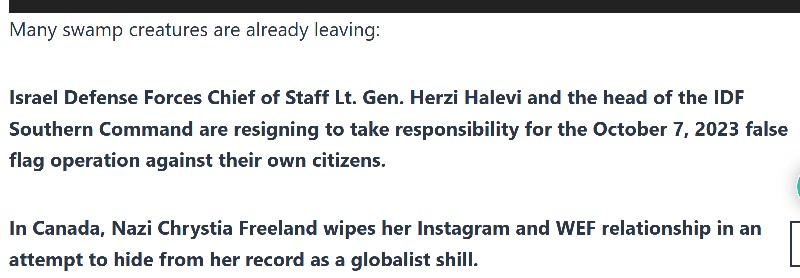 Many swamp creatures are already leaving:
Israel Defense Forces Chief of Staff Lt. Gen. Herzi Halevi and the head of the IDF
Southern Command are resigning to take responsibility for the October 7, 2023 false
flag operation against their own citizens.
In Canada, Nazi Chrystia Freeland wipes her Instagram and WEF relationship in an
attempt to hide from her record as a globalist shill.